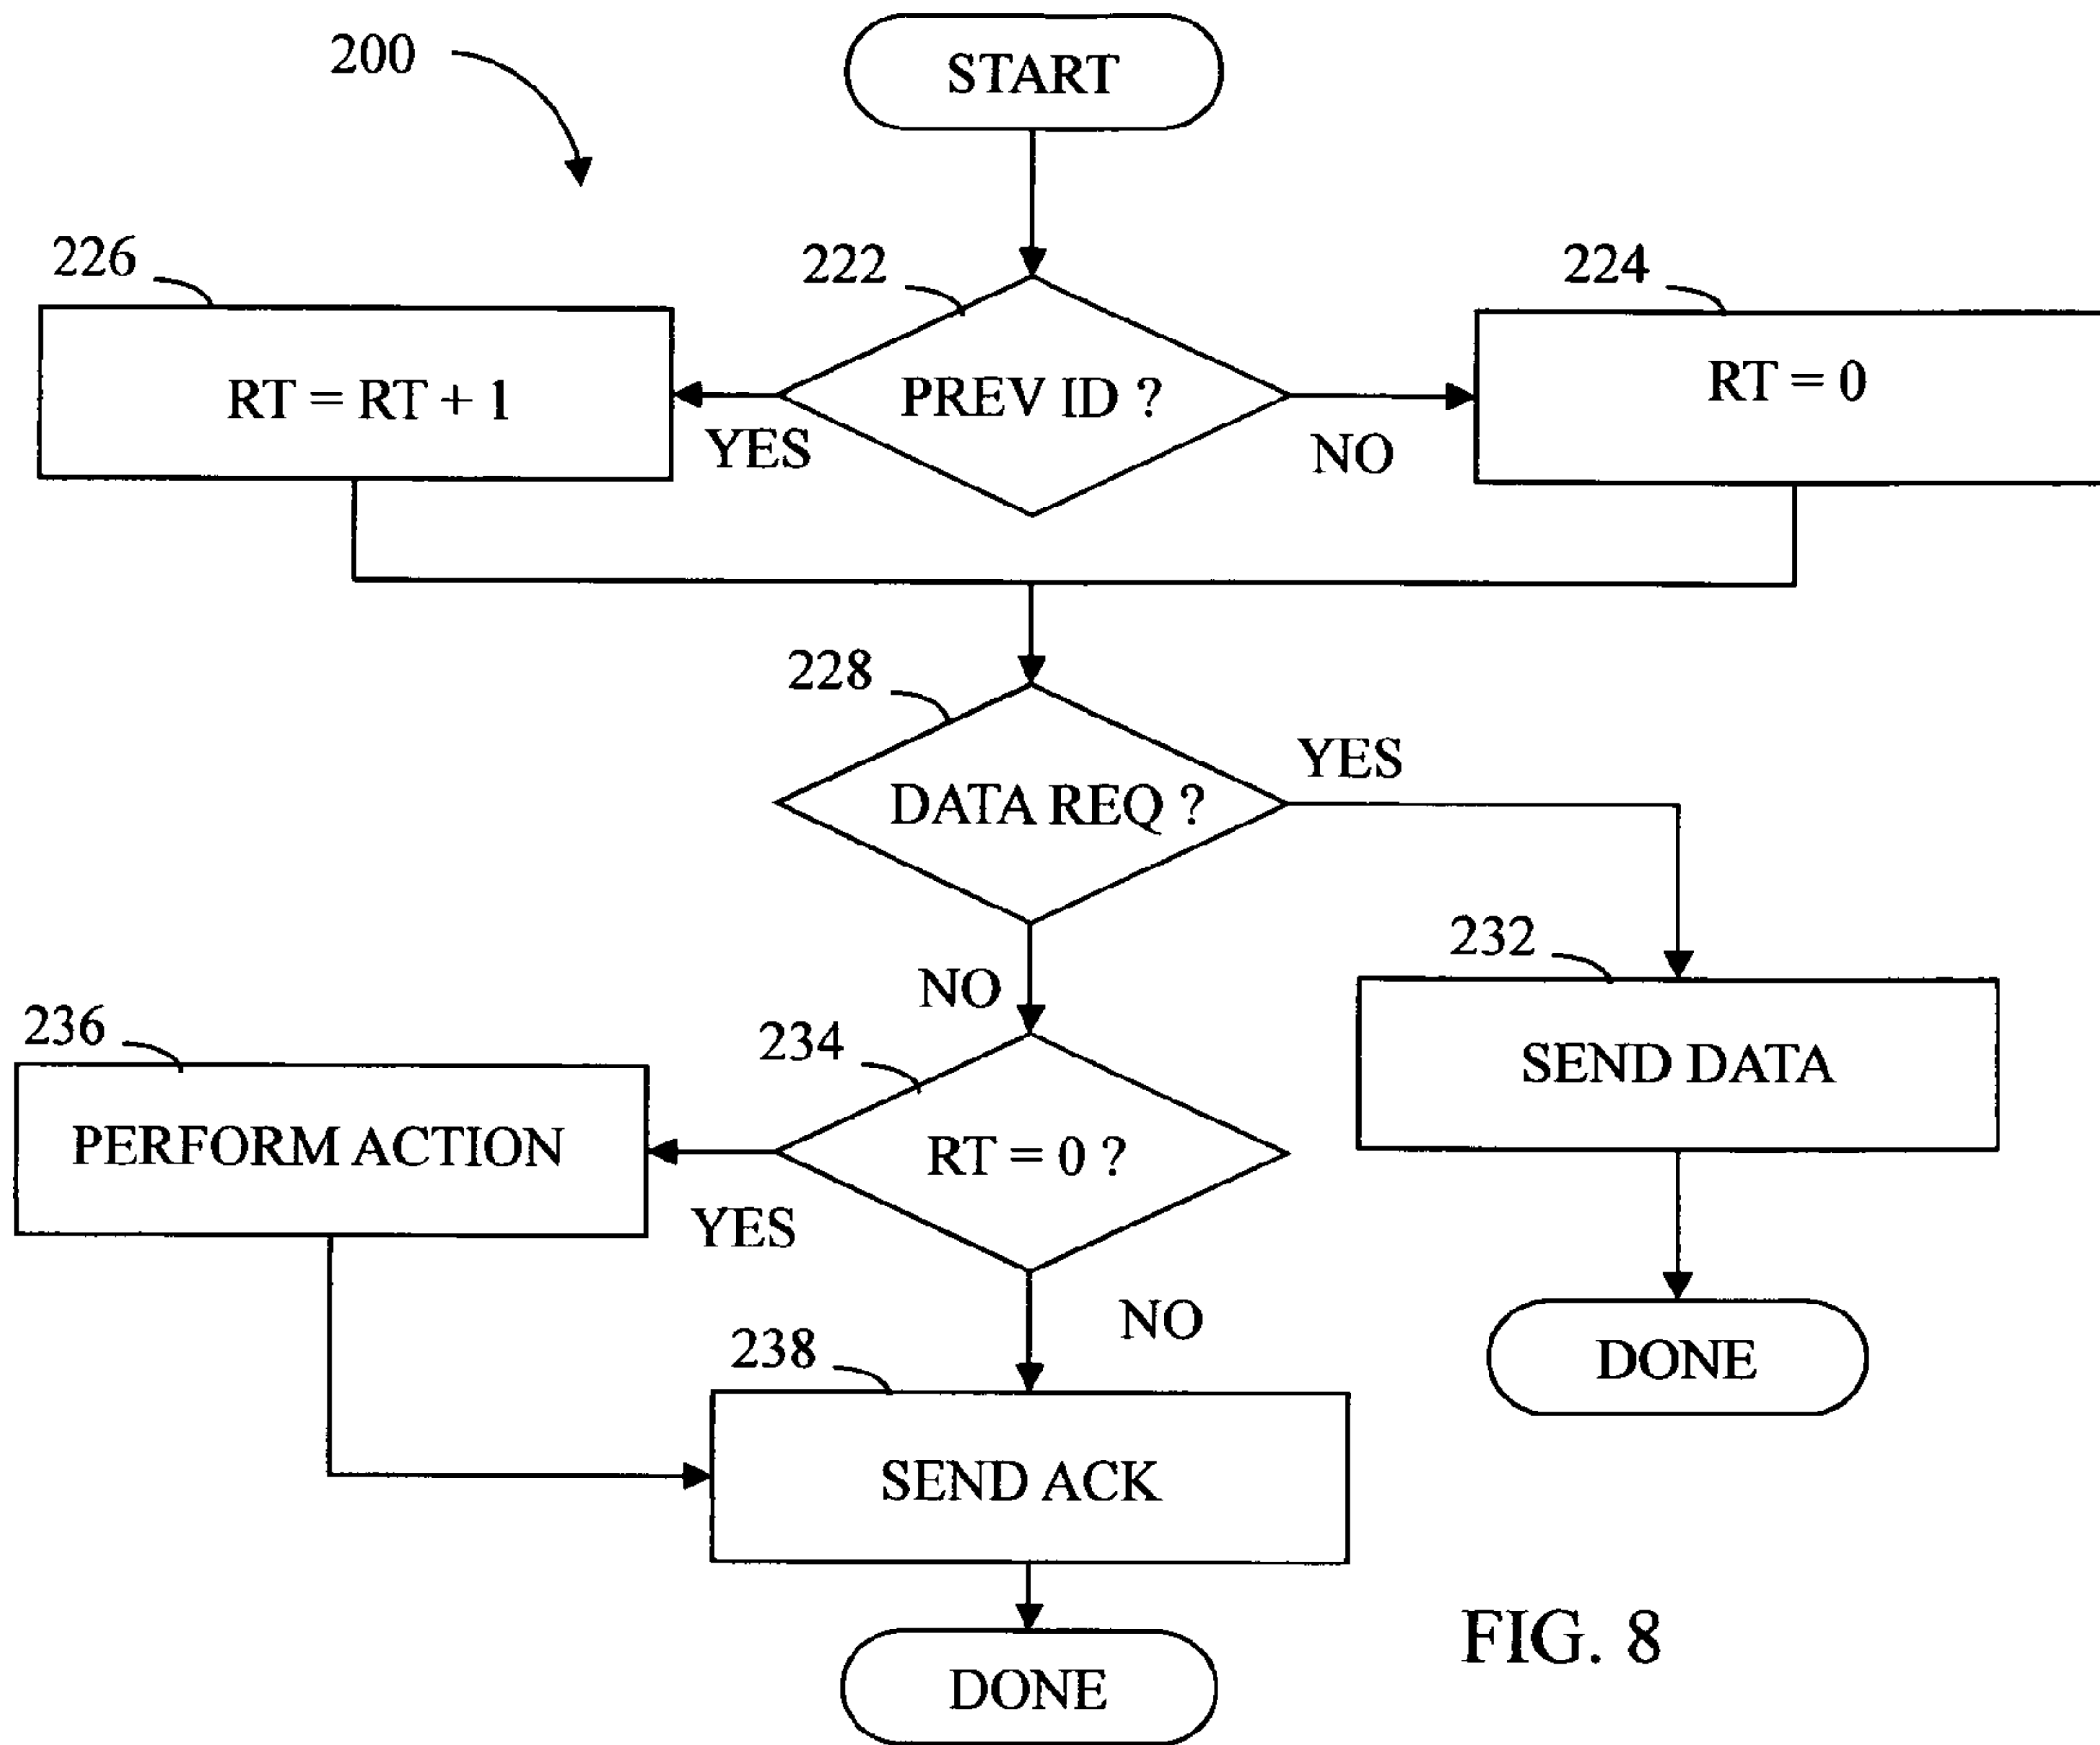 200
START
226
222
224
RT = RT + 1
PREV ID ?
RT = 0
YES
NO
228
DATA REQ ?
YES
NO
232
SEND DATA
236
234
PERFORM ACTION
RT = 0 ?
YES
NO
DONE
238
SEND ACK
DONE
FIG. 8